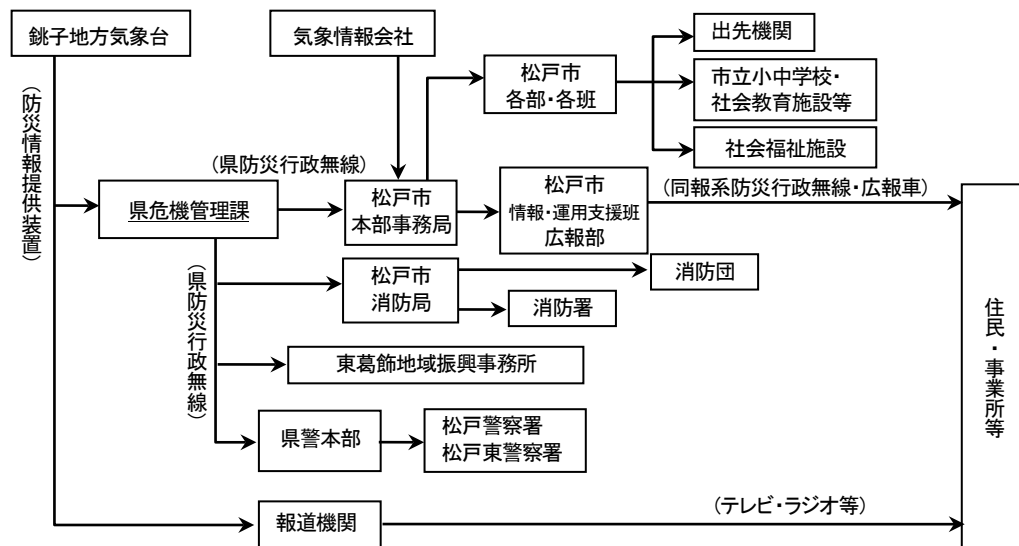 銚子地方気象台
気象情報会社
出先機関
松戸市
各部・各班
市立小中学校・
社会教育施設等
社会福祉施設
(防災情報提供装置)
(県防災行政無線)
(同報系防災行政無線・広報車)
県危機管理課
松戸市
本部事務局
松戸市
情報・運用支援班
広報部
松戸市
消防局
消防団
消防署
(県防災行政無線)
東葛飾地域振興事務所
県警本部
松戸警察署
松戸東警察署
住民・事業所等
報道機関
(テレビ・ラジオ等)